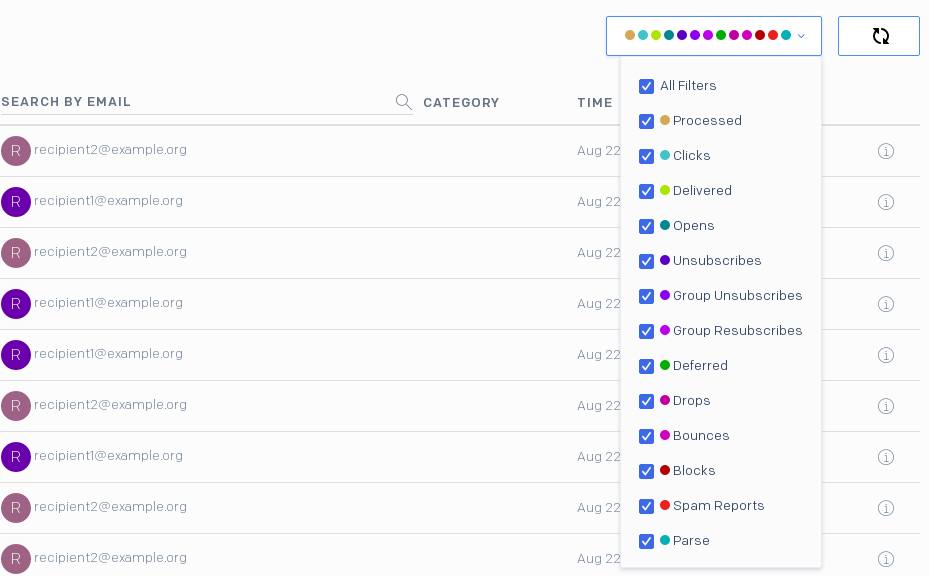 SEARCH BY EMAIL CATEGORY TIME
All Filters
Processed
Clicks
Delivered
Opens
Unsubscribes
Group Unsubscribes
Group Resubscribes
Deferred
Drops
Bounces
Blocks
Spam Reports
Parse
R recipient2@example.org Aug 22
R recipient1@example.org Aug 22
R recipient2@example.org Aug 22
R recipient1@example.org Aug 22
R recipient1@example.org Aug 22
R recipient2@example.org Aug 22
R recipient1@example.org Aug 22
R recipient2@example.org Aug 22
R recipient2@example.org Aug 22